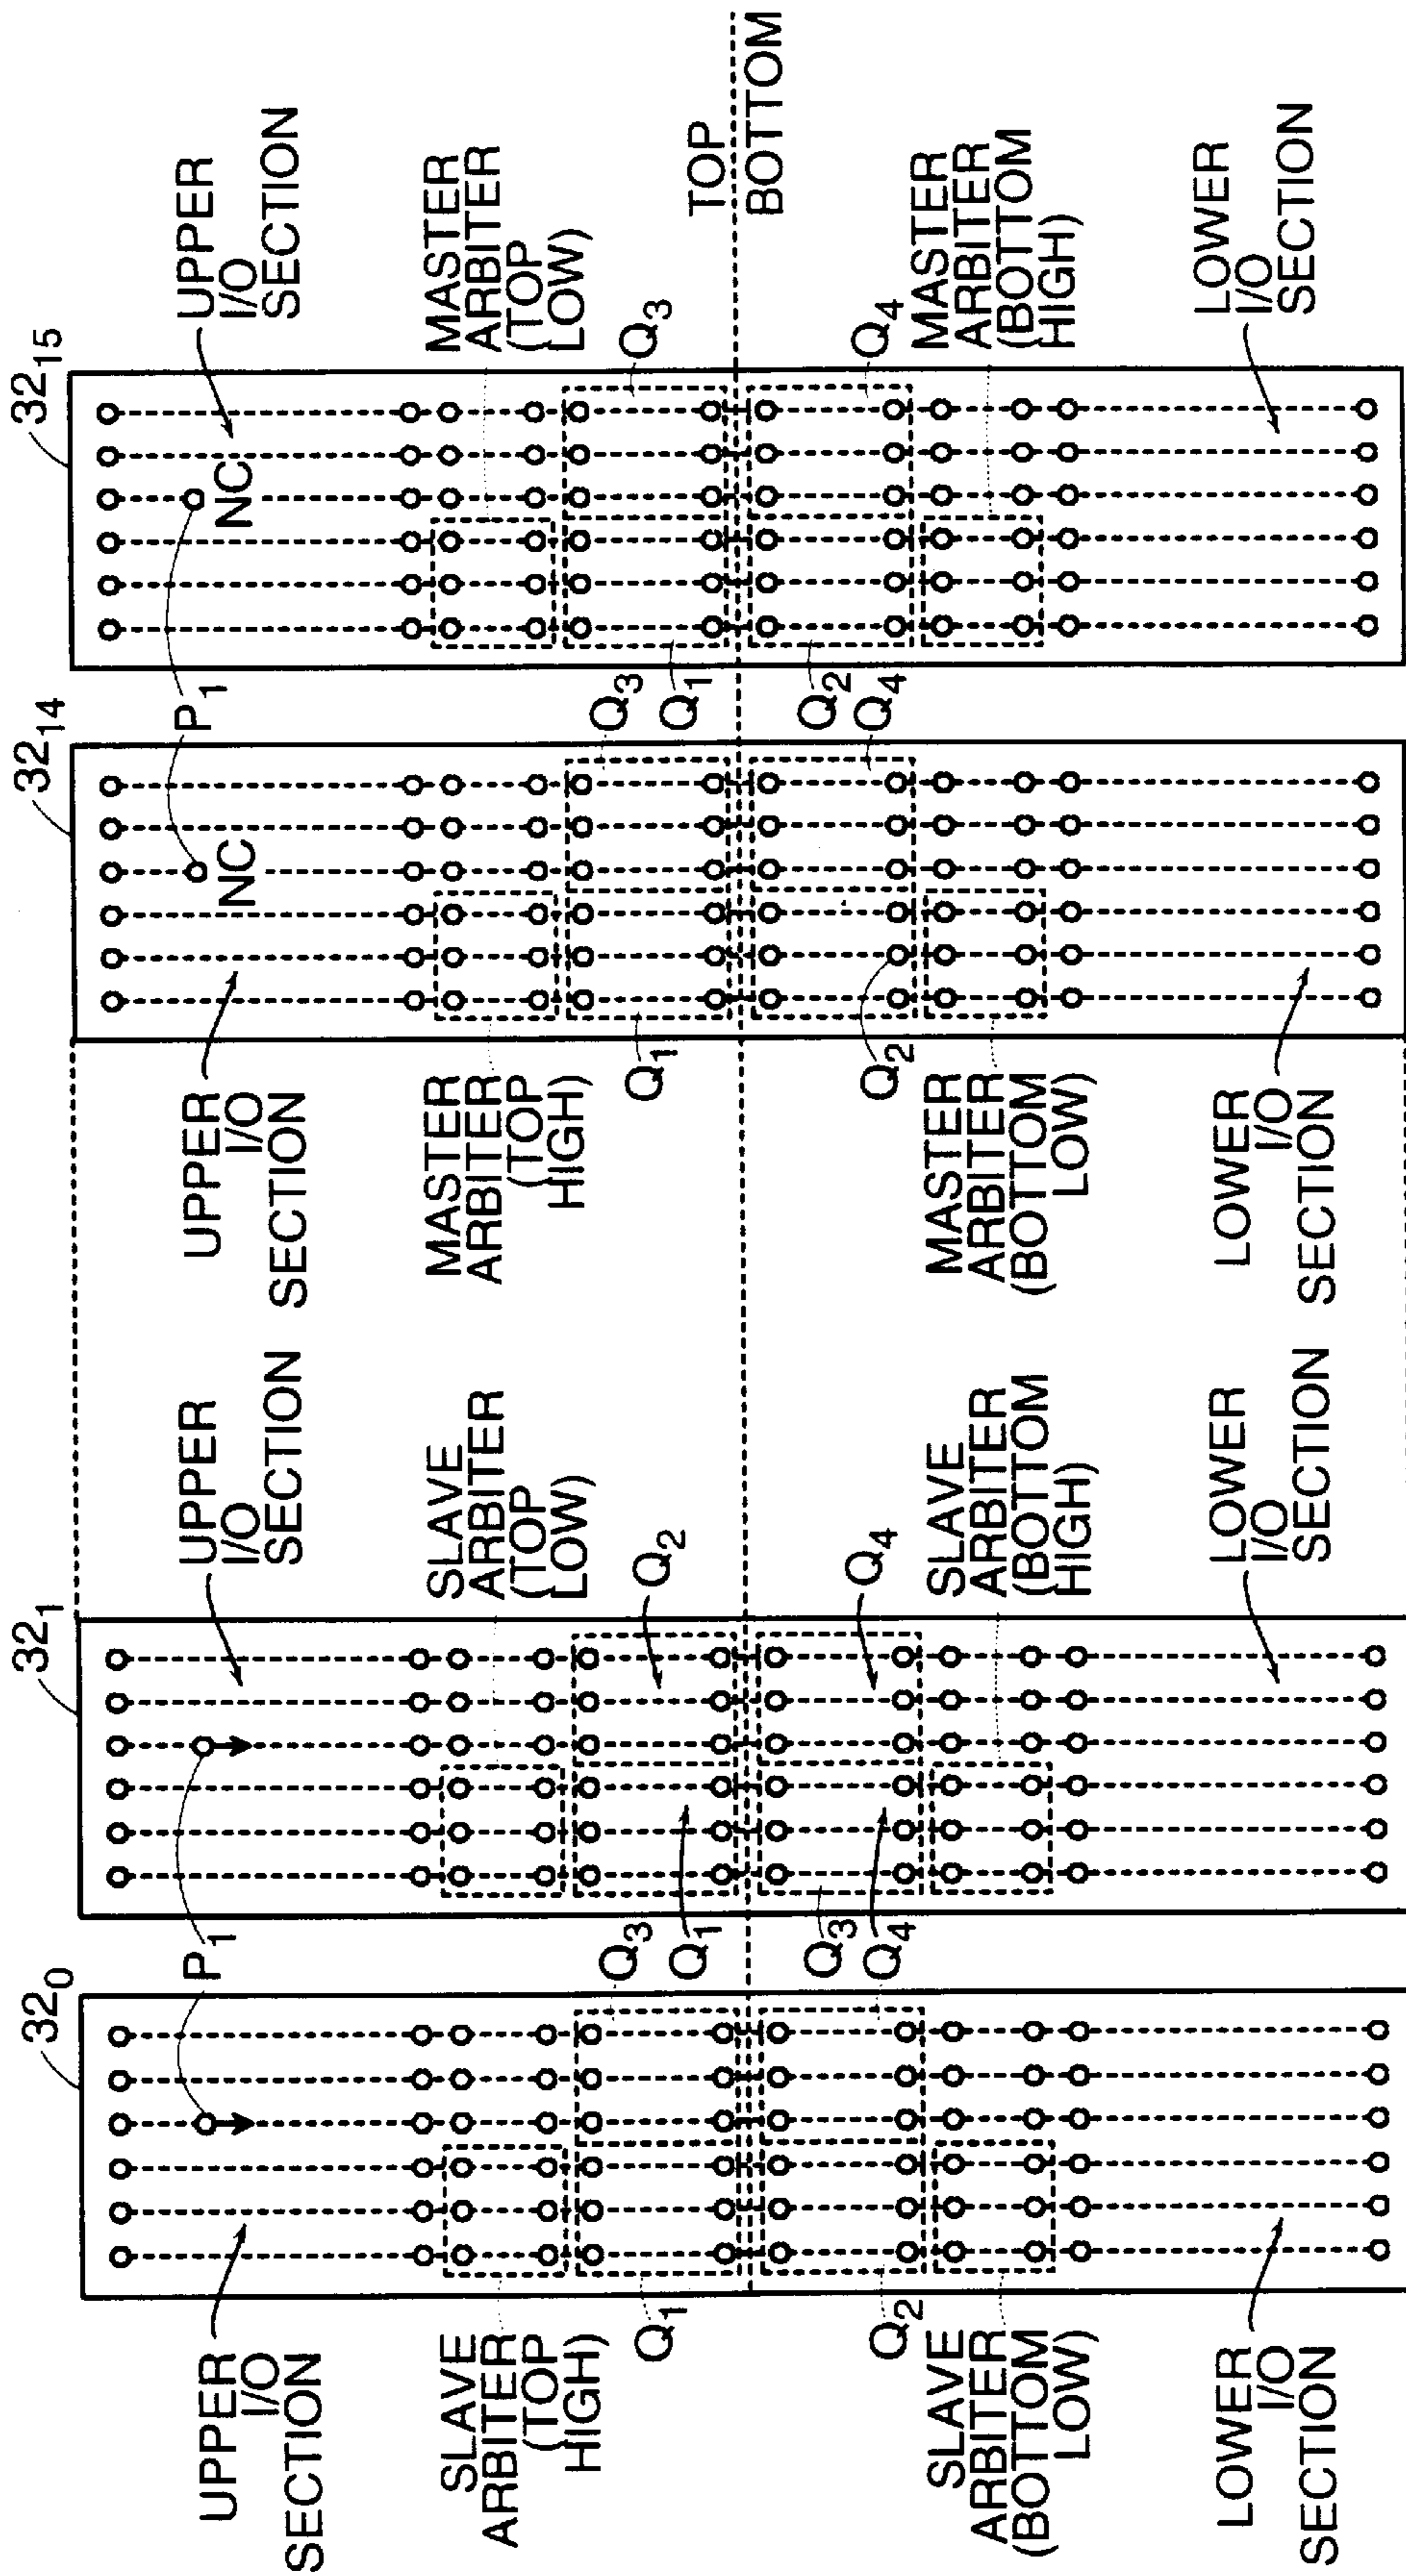 32₀
UPPER
I/O
SECTION
SLAVE
ARBITER
(TOP
HIGH)
Q₁
Q₂
SLAVE
ARBITER
(BOTTOM
LOW)
LOWER
I/O
SECTION
P₁
Q₃
Q₁
Q₃
Q₄
32₁
UPPER
I/O
SECTION
SLAVE
ARBITER
(TOP
LOW)
Q₂
Q₄
SLAVE
ARBITER
(BOTTOM
HIGH)
LOWER
I/O
SECTION
32₁₄
UPPER
I/O
SECTION
MASTER
ARBITER
(TOP
HIGH)
Q₁
Q₂
MASTER
ARBITER
(BOTTOM
LOW)
LOWER
I/O
SECTION
NC
P₁
Q₃
Q₁
Q₂
Q₄
32₁₅
NC
UPPER
I/O
SECTION
MASTER
ARBITER
(TOP
LOW)
Q₃
TOP
BOTTOM
Q₄
MASTER
ARBITER
(BOTTOM
HIGH)
LOWER
I/O
SECTION